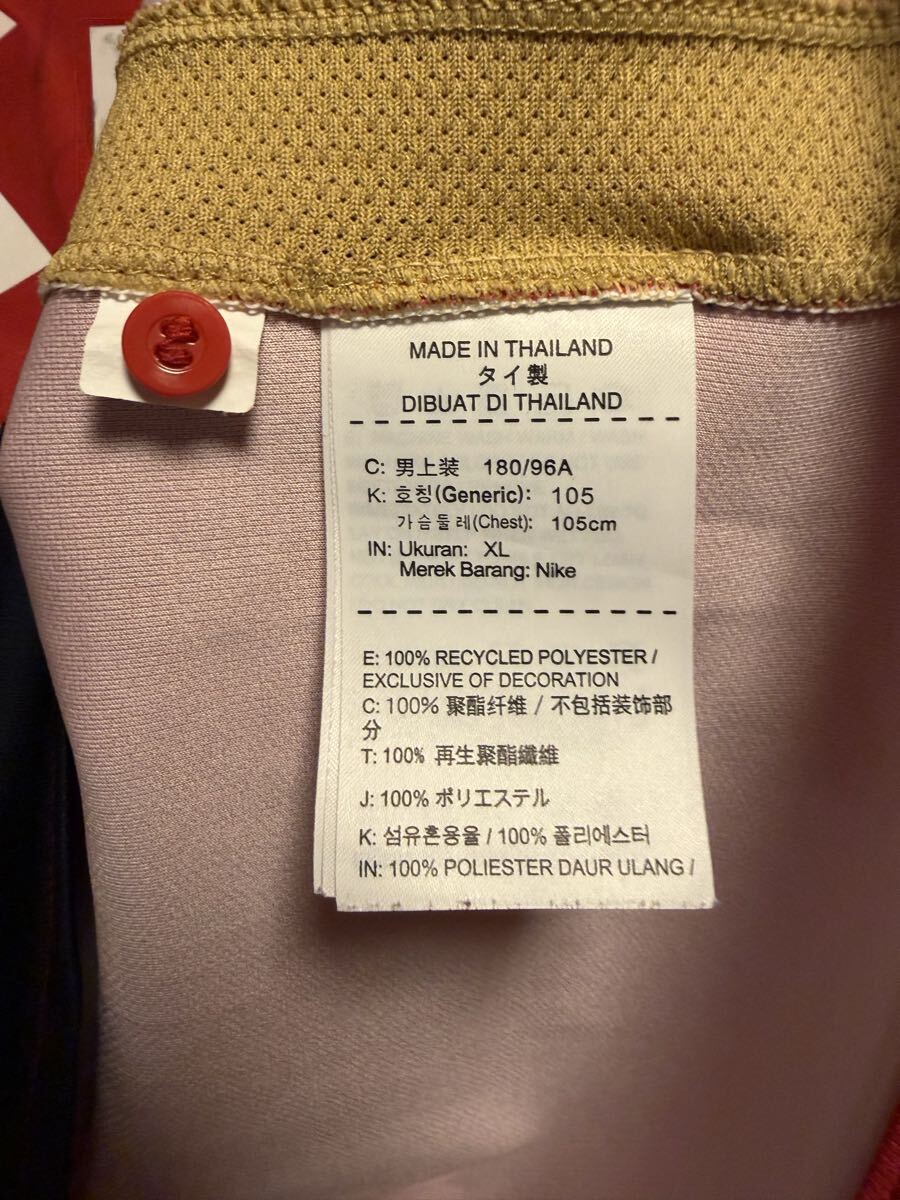 MADE IN THAILAND
タイ製
DIBUAT DI THAILAND
C: 男上装 180/96A
K: 호칭(Generic): 105
가슴둘레(Chest): 105cm
IN: Ukuran: XL
Merek Barang: Nike
E: 100% RECYCLED POLYESTER /
EXCLUSIVE OF DECORATION
C: 100% 聚酯纤维 / 不包括装饰部
分
T: 100% 再生聚酯纖維
J: 100% ポリエステル
K: 섬유혼용율 / 100% 폴리에스터
IN: 100% POLIESTER DAUR ULANG /